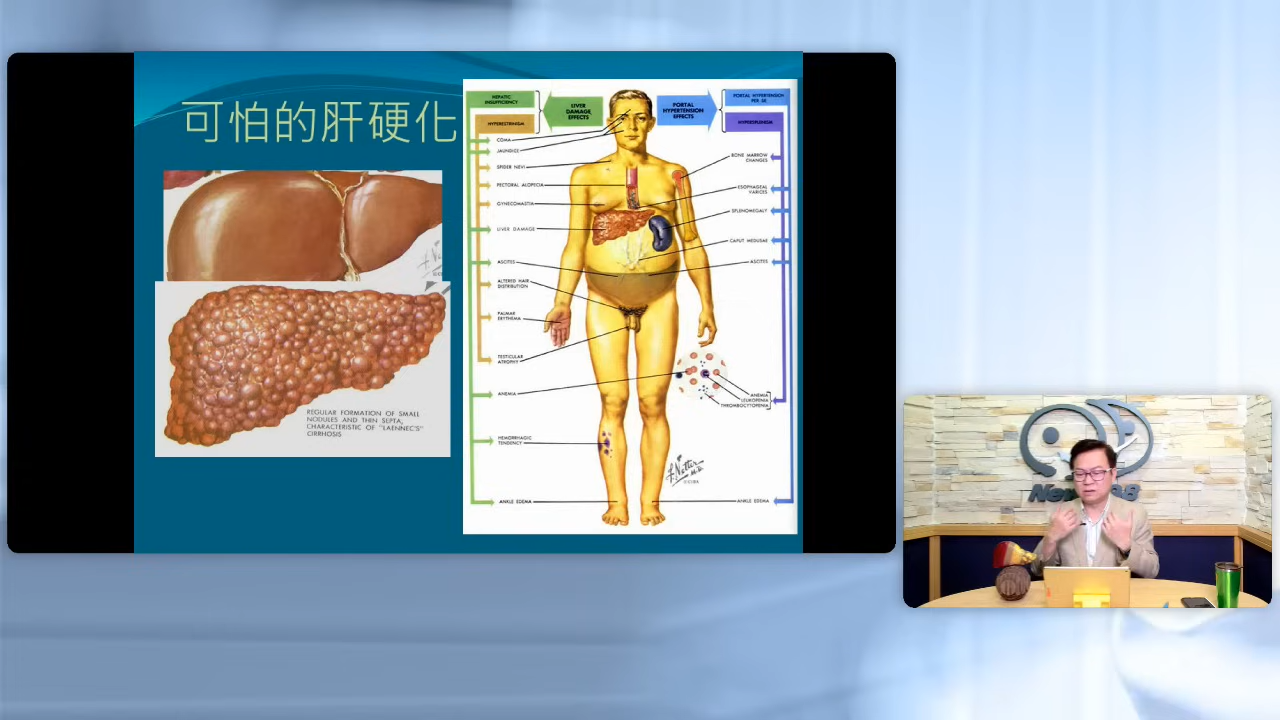 可怕的肝硬化
REGULAR FORMATION OF SMALL
NODULES AND THIN SEPTA,
CHARACTERISTIC OF "LAENNEC'S"
CIRRHOSIS
HEPATIC
INSUFFICIENCY
LIVER
DAMAGE
EFFECTS
PORTAL
HYPERTENSION
EFFECTS
PORTAL HYPERTENSION
PER SE
HYPERESTRINISM
HYPERSPLENISM
COMA
JAUNDICE
SPIDER NEVI
PECTORAL ALOPECIA
GYNECOMASTIA
LIVER DAMAGE
ASCITES
ALTERED HAIR
DISTRIBUTION
PALMAR
ERYTHEMA
TESTICULAR
ATROPHY
ANEMIA
HEMORRHAGIC
TENDENCY
ANKLE EDEMA
BONE MARROW
CHANGES
ESOPHAGEAL
VARICES
SPLENOMEGALY
CAPUT MEDUSAE
ASCITES
ANEMIA
LEUKOPENIA
THROMBOCYTOPENIA
F. Netter
M.D.
ANKLE EDEMA